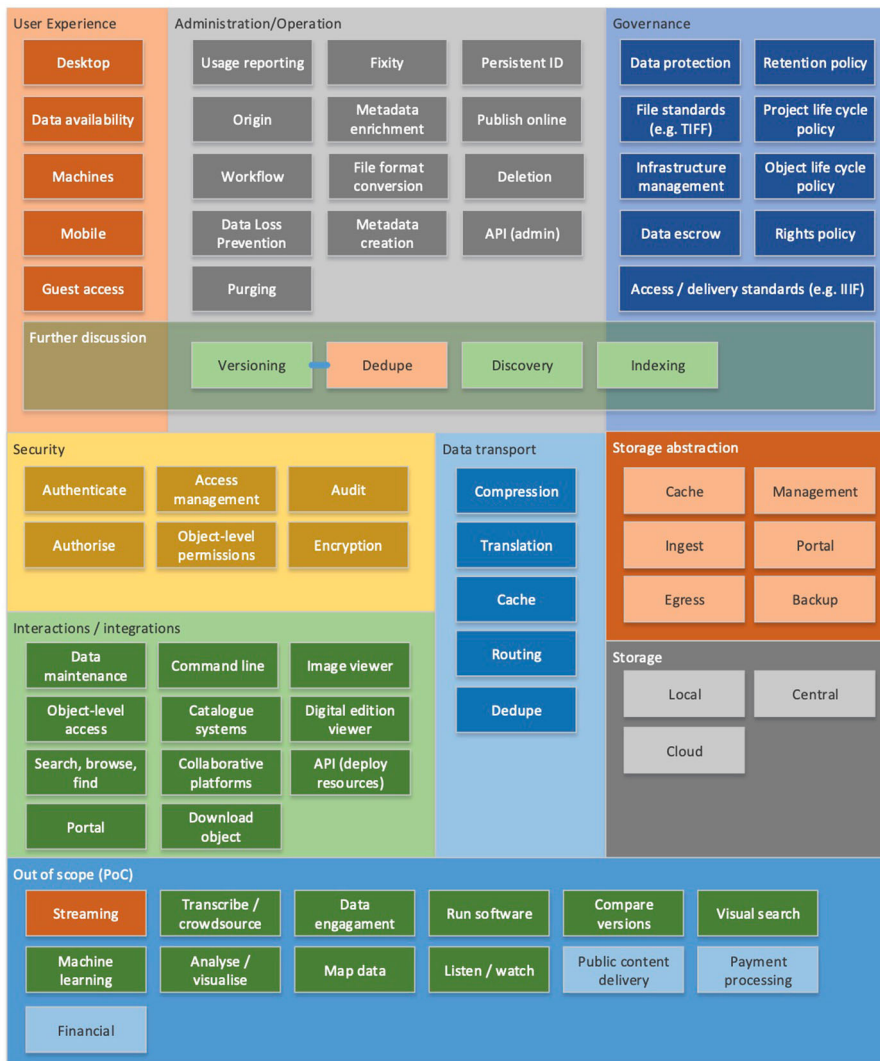 User Experience
Desktop
Data availability
Machines
Mobile
Guest access
Administration/Operation
Usage reporting
Fixity
Persistent ID
Origin
Metadata
enrichment
Publish online
Workflow
File format
conversion
Deletion
Data Loss
Prevention
Metadata
creation
API (admin)
Purging
Governance
Data protection
Retention policy
File standards
(e.g. TIFF)
Project life cycle
policy
Infrastructure
management
Object life cycle
policy
Data escrow
Rights policy
Access / delivery standards (e.g. IIIF)
Further discussion
Versioning
Dedupe
Discovery
Indexing
Security
Authenticate
Access
management
Audit
Authorise
Object-level
permissions
Encryption
Data transport
Compression
Translation
Cache
Routing
Dedupe
Storage abstraction
Cache
Management
Ingest
Portal
Egress
Backup
Interactions / integrations
Data
maintenance
Command line
Image viewer
Object-level
access
Catalogue
systems
Digital edition
viewer
Search, browse,
find
Collaborative
platforms
API (deploy
resources)
Portal
Download
object
Storage
Local
Central
Cloud
Out of scope (PoC)
Streaming
Transcribe /
crowdsource
Data
engagament
Run software
Compare
versions
Visual search
Machine
learning
Analyse /
visualise
Map data
Listen / watch
Public content
delivery
Payment
processing
Financial